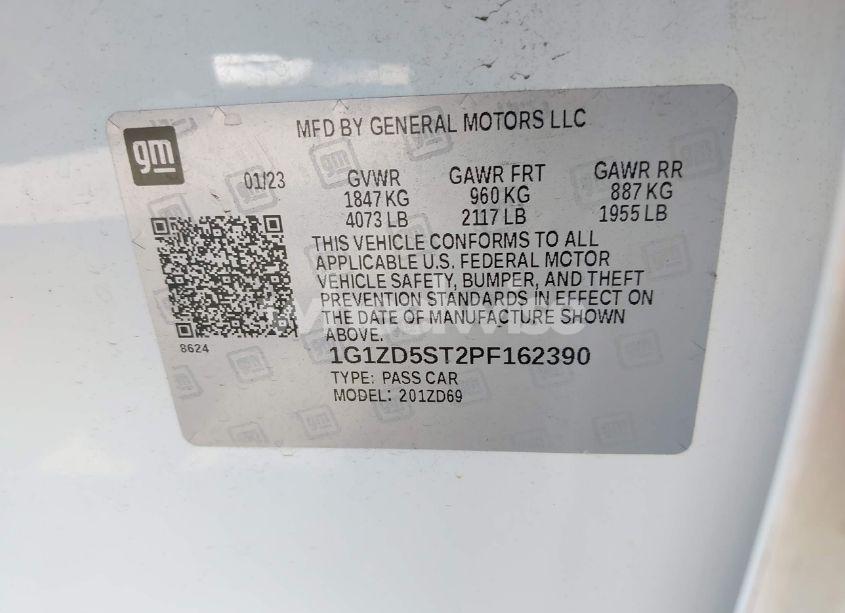 MFD BY GENERAL MOTORS LLC
gm
01/23
GVWR GAWR FRT GAWR RR
1847 KG 960 KG 887 KG
4073 LB 2117 LB 1955 LB
THIS VEHICLE CONFORMS TO ALL
APPLICABLE U.S. FEDERAL MOTOR
VEHICLE SAFETY, BUMPER, AND THEFT
PREVENTION STANDARDS IN EFFECT ON
THE DATE OF MANUFACTURE SHOWN
ABOVE.
8624
1G1ZD5ST2PF162390
TYPE: PASS CAR
MODEL: 201ZD69